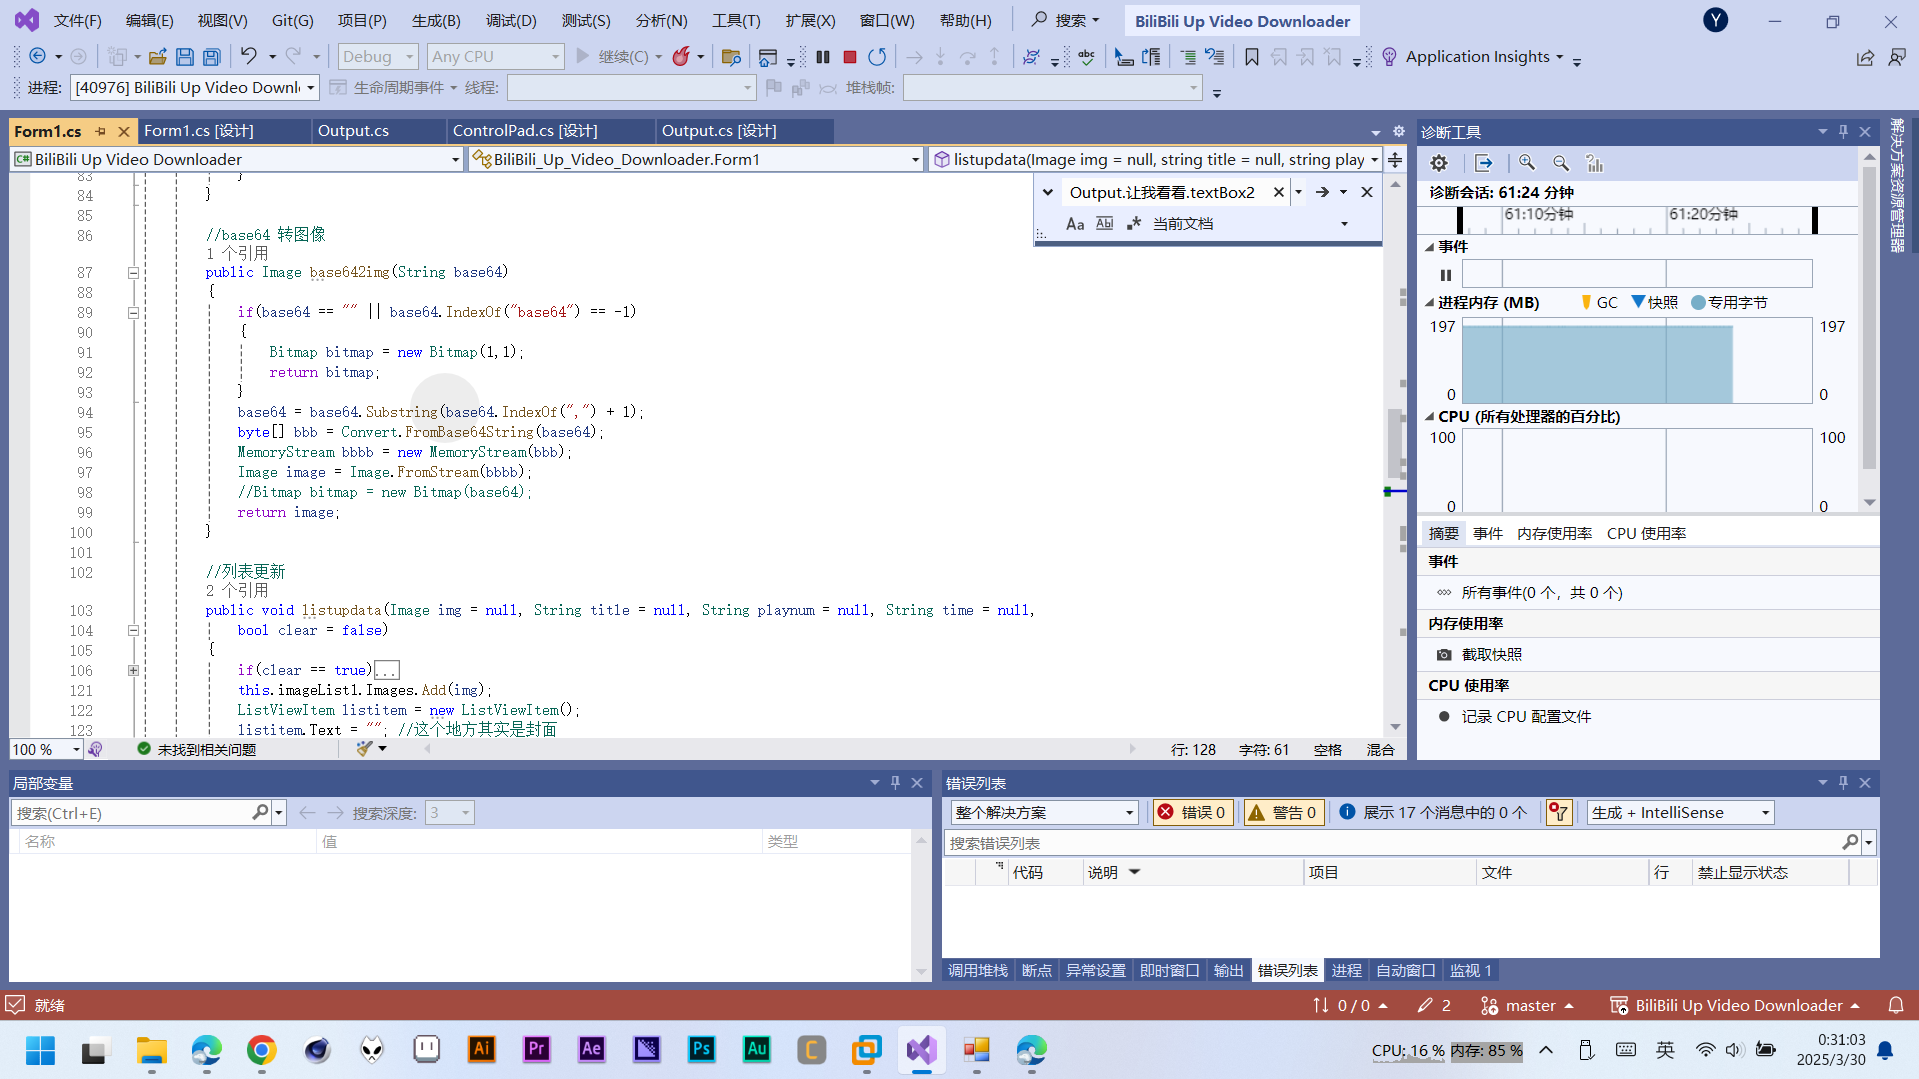 文件(F) 编辑(E) 视图(V) Git(G) 项目(P) 生成(B) 调试(D) 测试(S) 分析(N) 工具(T) 扩展(X) 窗口(W) 帮助(H) 搜索 BiliBili Up Video Downloader Y
Debug Any CPU 继续(C) abc Application Insights
进程: [40976] BiliBili Up Video Downl 生命周期事件 线程: 堆栈帧:
Form1.cs Form1.cs [设计] Output.cs ControlPad.cs [设计] Output.cs [设计]
BiliBili Up Video Downloader BiliBili_Up_Video_Downloader.Form1 listupdata(Image img = null, string title = null, string play
Output.让我看看.textBox2
Aa Abl 当前文档
83 }
84 }
85
86 //base64 转图像
1 个引用
87 public Image base642img(String base64)
88 {
89 if(base64 == "" || base64.IndexOf("base64") == -1)
90 {
91 Bitmap bitmap = new Bitmap(1,1);
92 return bitmap;
93 }
94 base64 = base64.Substring(base64.IndexOf(",") + 1);
95 byte[] bbb = Convert.FromBase64String(base64);
96 MemoryStream bbbb = new MemoryStream(bbb);
97 Image image = Image.FromStream(bbbb);
98 //Bitmap bitmap = new Bitmap(base64);
99 return image;
100 }
101
102 //列表更新
2 个引用
103 public void listupdata(Image img = null, String title = null, String playnum = null, String time = null,
104 bool clear = false)
105 {
106 if(clear == true)...
121 this.imageList1.Images.Add(img);
122 ListViewItem listitem = new ListViewItem();
123 listitem.Text = ""; //这个地方其实是封面
100 % 未找到相关问题 行: 128 字符: 61 空格 混合
诊断工具
诊断会话: 61:24 分钟
61:10分钟 61:20分钟
事件
进程内存 (MB) GC 快照 专用字节
197 197
0 0
CPU (所有处理器的百分比)
100 100
0 0
摘要 事件 内存使用率 CPU 使用率
事件
所有事件(0 个，共 0 个)
内存使用率
截取快照
CPU 使用率
记录 CPU 配置文件
解决方案资源管理器
局部变量
搜索(Ctrl+E) 搜索深度: 3
名称 值 类型
错误列表
整个解决方案 错误 0 警告 0 展示 17 个消息中的 0 个 生成 + IntelliSense
搜索错误列表
代码 说明 项目 文件 行 禁止显示状态
调用堆栈 断点 异常设置 即时窗口 输出 错误列表 进程 自动窗口 监视 1
就绪 0 / 0 2 master BiliBili Up Video Downloader
Ai Pr Ae Ps Au C CPU: 16 % 内存: 85 % 英 0:31:03
2025/3/30